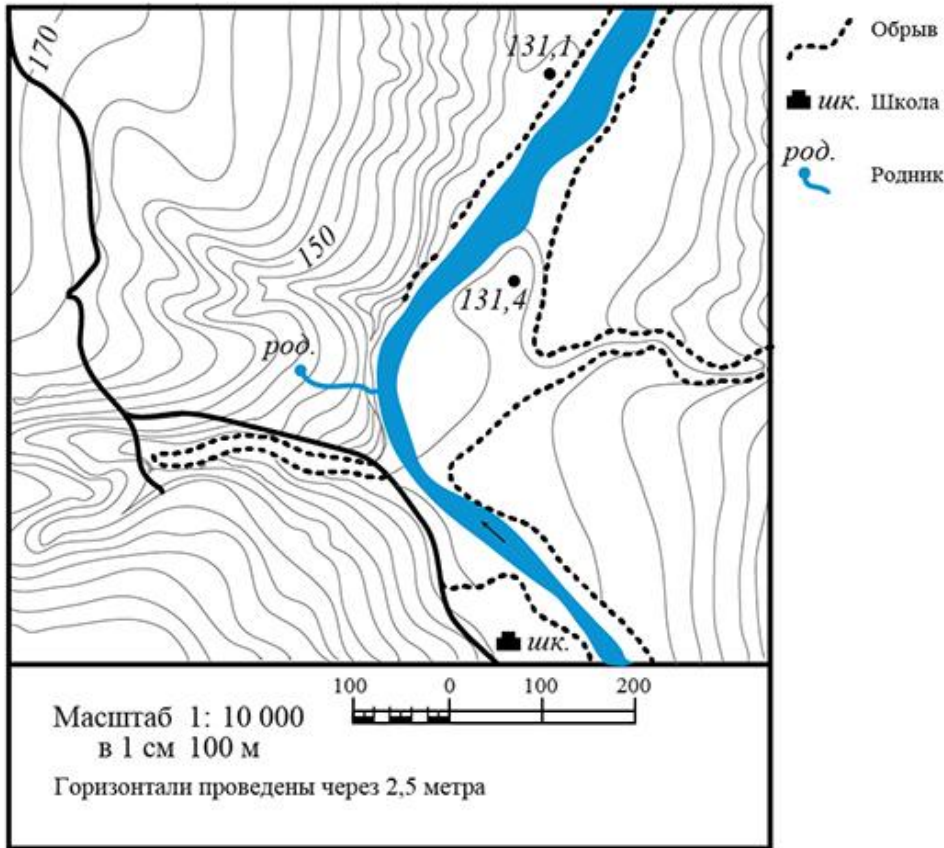 170
131,1
150
131,4
род.
шк.
Обрыв
шк. Школа
род.
Родник
100 0 100 200
Масштаб 1: 10 000
в 1 см 100 м
Горизонтали проведены через 2,5 метра